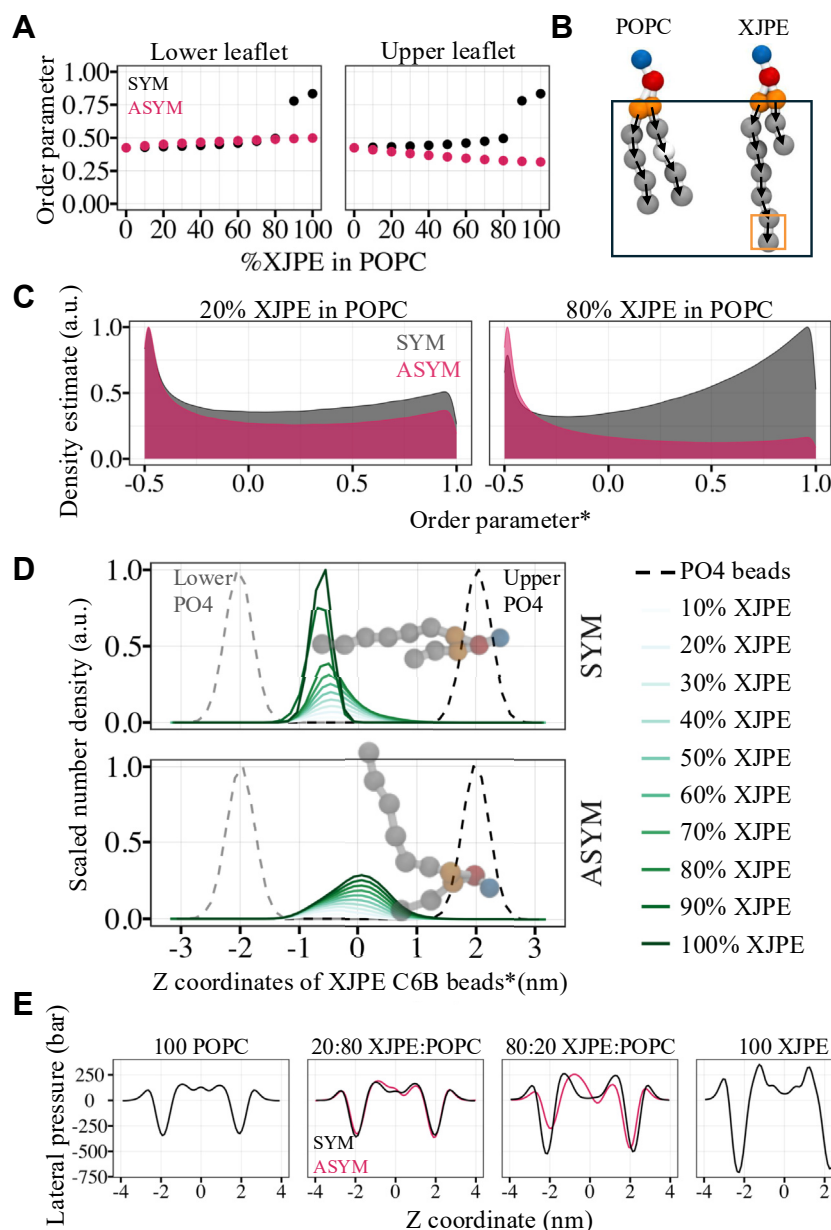 A
Lower leaflet
Upper leaflet
1.00
0.75
0.50
0.25
0.00
Order parameter
SYM
ASYM
0 20 40 60 80 100
0 20 40 60 80 100
%XJPE in POPC
B
POPC
XJPE
C
20% XJPE in POPC
80% XJPE in POPC
Density estimate (a.u.)
1.0
0.5
0.0
SYM
ASYM
-0.5 0.0 0.5 1.0
-0.5 0.0 0.5 1.0
Order parameter*
D
Scaled number density (a.u.)
1.0
0.5
0.0
Lower
PO4
Upper
PO4
SYM
1.0
0.5
0.0
ASYM
-3 -2 -1 0 1 2 3
Z coordinates of XJPE C6B beads*(nm)
PO4 beads
10% XJPE
20% XJPE
30% XJPE
40% XJPE
50% XJPE
60% XJPE
70% XJPE
80% XJPE
90% XJPE
100% XJPE
E
Lateral pressure (bar)
100 POPC
20:80 XJPE:POPC
80:20 XJPE:POPC
100 XJPE
250
0
-250
-500
-750
SYM
ASYM
-4 -2 0 2 4
-4 -2 0 2 4
-4 -2 0 2 4
-4 -2 0 2
Z coordinate (nm)